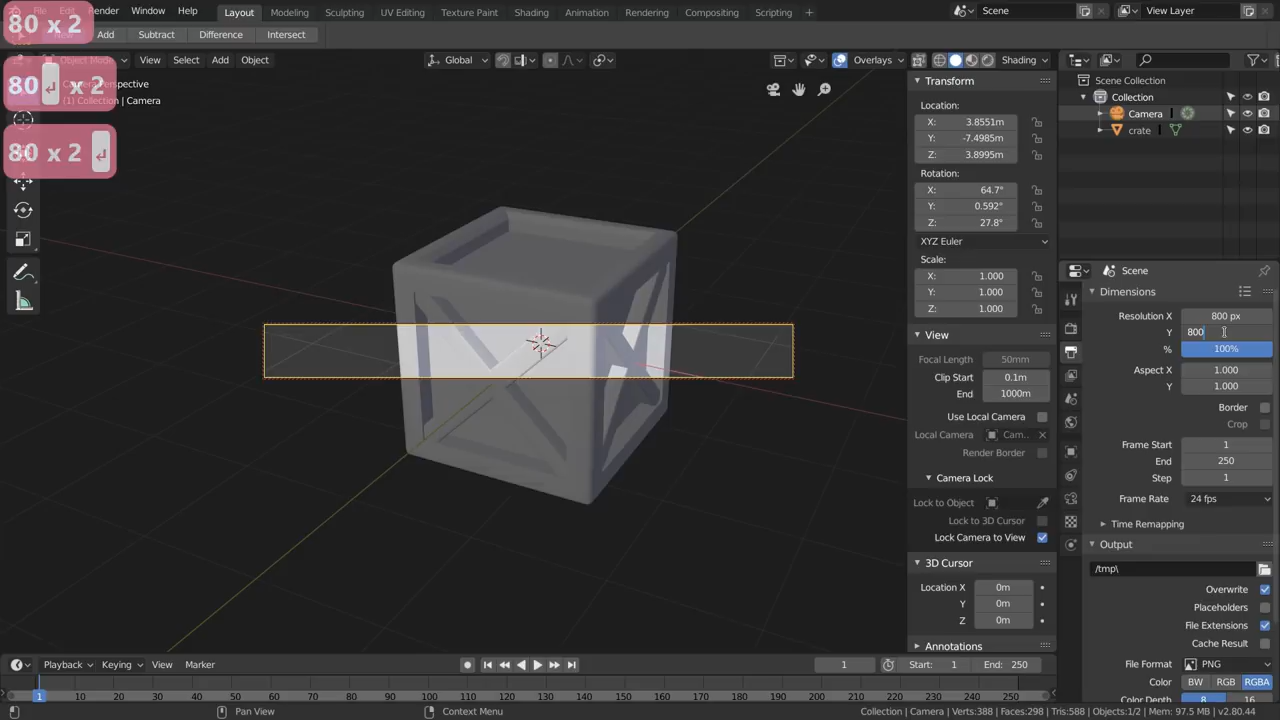 File Edit Render Window Help Layout Modeling Sculpting UV Editing Texture Paint Shading Animation Rendering Compositing Scripting + Scene View Layer
80 x 2
New Add Subtract Difference Intersect
Object Mode View Select Add Object Global Overlays Shading
80 x 2
Camera Perspective
(1) Collection | Camera
80 x 2
Transform
Location:
X: 3.8551m
Y: -7.4985m
Z: 3.8995m
Rotation:
X: 64.7°
Y: 0.592°
Z: 27.8°
XYZ Euler
Scale:
X: 1.000
Y: 1.000
Z: 1.000
View
Focal Length 50mm
Clip Start 0.1m
End 1000m
Use Local Camera
Local Camera Cam..
Render Border
Camera Lock
Lock to Object
Lock to 3D Cursor
Lock Camera to View
3D Cursor
Location X 0m
Y 0m
Z 0m
Annotations
Scene Collection
Collection
Camera
crate
Scene
Dimensions
Resolution X 800 px
Y 800
% 100%
Aspect X 1.000
Y 1.000
Border
Crop
Frame Start 1
End 250
Step 1
Frame Rate 24 fps
Time Remapping
Output
/tmp\
Overwrite
Placeholders
File Extensions
Cache Result
File Format PNG
Color BW RGB RGBA
Color Depth 8 16
Playback Keying View Marker 1 Start: 1 End: 250
1 10 20 30 40 50 60 70 80 90 100 110 120 130 140 150 160 170 180 190 200 210 220 230 240 250
Pan View Context Menu Collection | Camera | Verts:388 | Faces:298 | Tris:588 | Objects:1/2 | Mem: 97.5 MB | v2.80.44